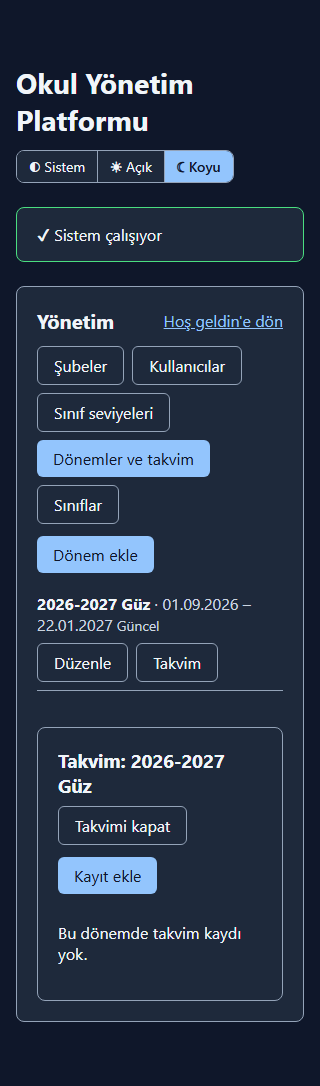 Okul Yönetim
Platformu
◐ Sistem ☀ Açık ☾ Koyu
✓ Sistem çalışıyor
Yönetim Hoş geldin'e dön
Şubeler Kullanıcılar
Sınıf seviyeleri
Dönemler ve takvim
Sınıflar
Dönem ekle
2026-2027 Güz · 01.09.2026 –
22.01.2027 Güncel
Düzenle Takvim
Takvim: 2026-2027
Güz
Takvimi kapat
Kayıt ekle
Bu dönemde takvim kaydı
yok.